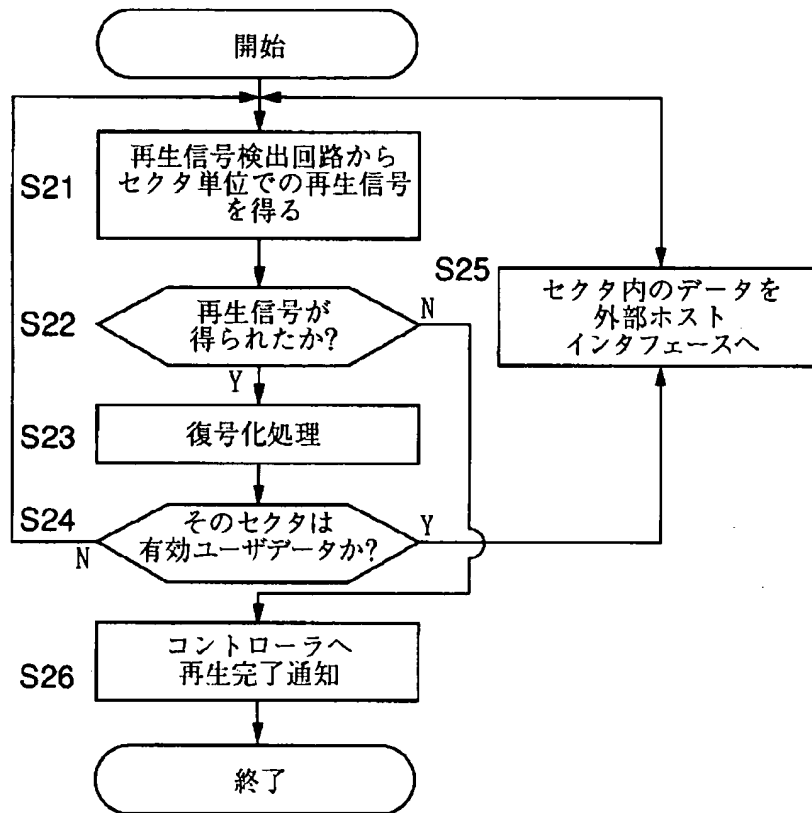 開始
S21
再生信号検出回路から
セクタ単位での再生信号
を得る
S25
セクタ内のデータを
外部ホスト
インタフェースへ
S22
再生信号が
得られたか?
N
Y
S23
復号化処理
S24
そのセクタは
有効ユーザデータか?
N
Y
S26
コントローラへ
再生完了通知
終了